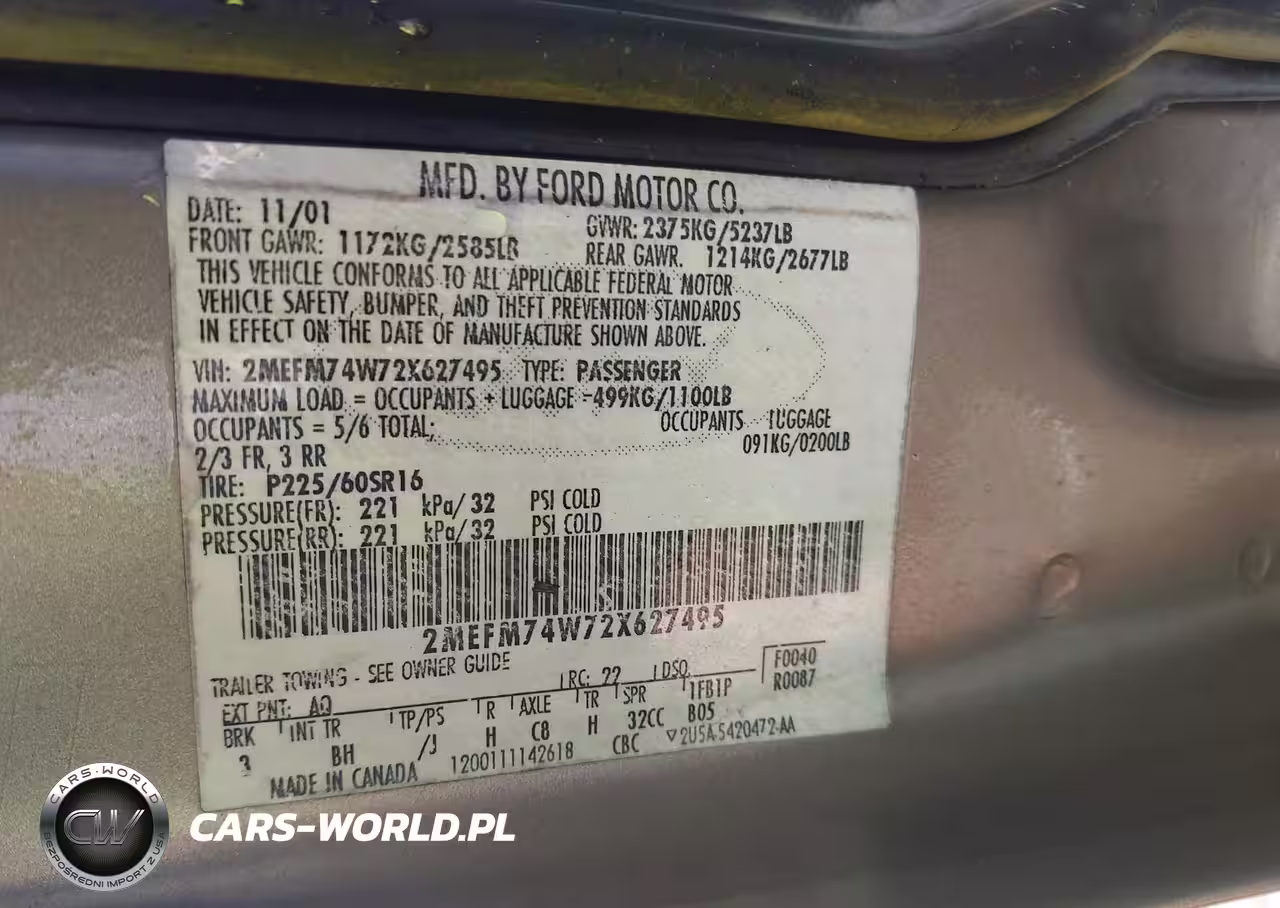 MFD. BY FORD MOTOR CO.
DATE: 11/01
GVWR: 2375KG/5237LB
FRONT GAWR: 1172KG/2585LB
REAR GAWR. 1214KG/2677LB
THIS VEHICLE CONFORMS TO ALL APPLICABLE FEDERAL MOTOR
VEHICLE SAFETY, BUMPER, AND THEFT PREVENTION STANDARDS
IN EFFECT ON THE DATE OF MANUFACTURE SHOWN ABOVE.
VIN: 2MEFM74W72X627495 TYPE: PASSENGER
MAXIMUM LOAD = OCCUPANTS + LUGGAGE =499KG/1100LB
OCCUPANTS = 5/6 TOTAL; OCCUPANTS LUGGAGE
2/3 FR, 3 RR 091KG/0200LB
TIRE: P225/60SR16
PRESSURE(FR): 221 kPa/ 32 PSI COLD
PRESSURE(RR): 221 kPa/ 32 PSI COLD
2MEFM74W72X627495
TRAILER TOWING - SEE OWNER GUIDE
EXT PNT: AQ RC: 22 DSO F0040
BRK INT TR TP/PS R AXLE TR SPR 1FB1P R0087
3 BH /J H C8 H 32CC B05
MADE IN CANADA 1200111142618 CBC ▽2U5A-5420472-AA
CARS-WORLD
CW
BEZPOŚREDNI IMPORT Z USA
CARS-WORLD.PL